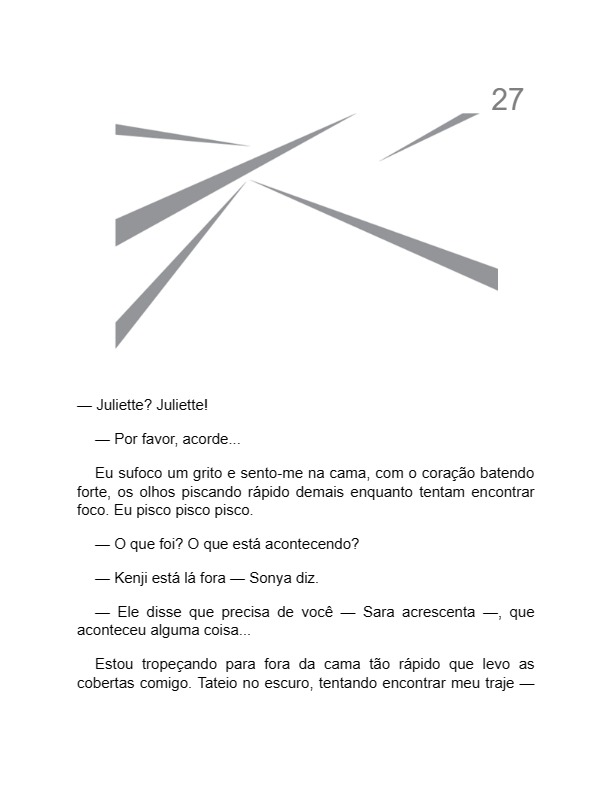 27
— Juliette? Juliette!
— Por favor, acorde...
Eu sufoco um grito e sento-me na cama, com o coração batendo
forte, os olhos piscando rápido demais enquanto tentam encontrar
foco. Eu pisco pisco pisco.
— O que foi? O que está acontecendo?
— Kenji está lá fora — Sonya diz.
— Ele disse que precisa de você — Sara acrescenta —, que
aconteceu alguma coisa...
Estou tropeçando para fora da cama tão rápido que levo as
cobertas comigo. Tateio no escuro, tentando encontrar meu traje —